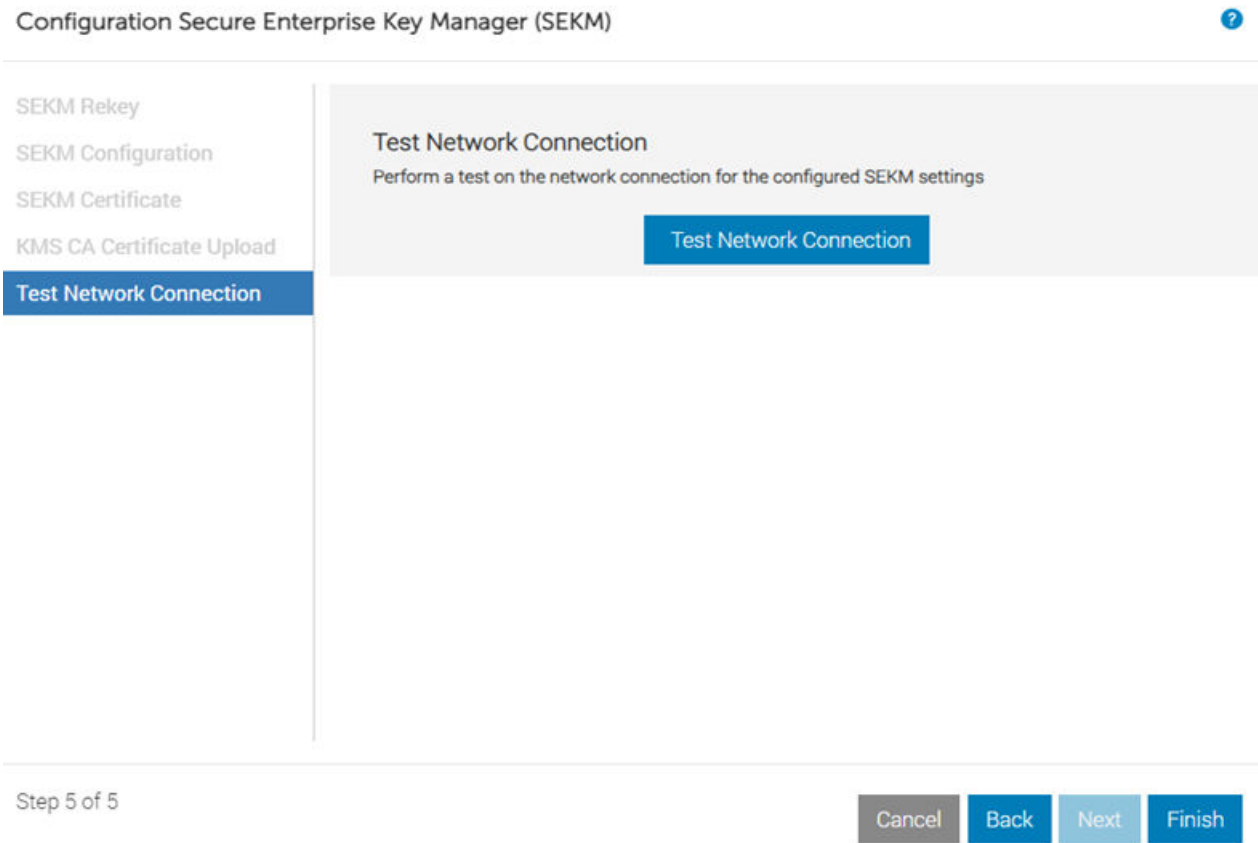 Configuration Secure Enterprise Key Manager (SEKM)
?
SEKM Rekey
SEKM Configuration
SEKM Certificate
KMS CA Certificate Upload
Test Network Connection
Test Network Connection
Perform a test on the network connection for the configured SEKM settings
Test Network Connection
Step 5 of 5
Cancel
Back
Next
Finish